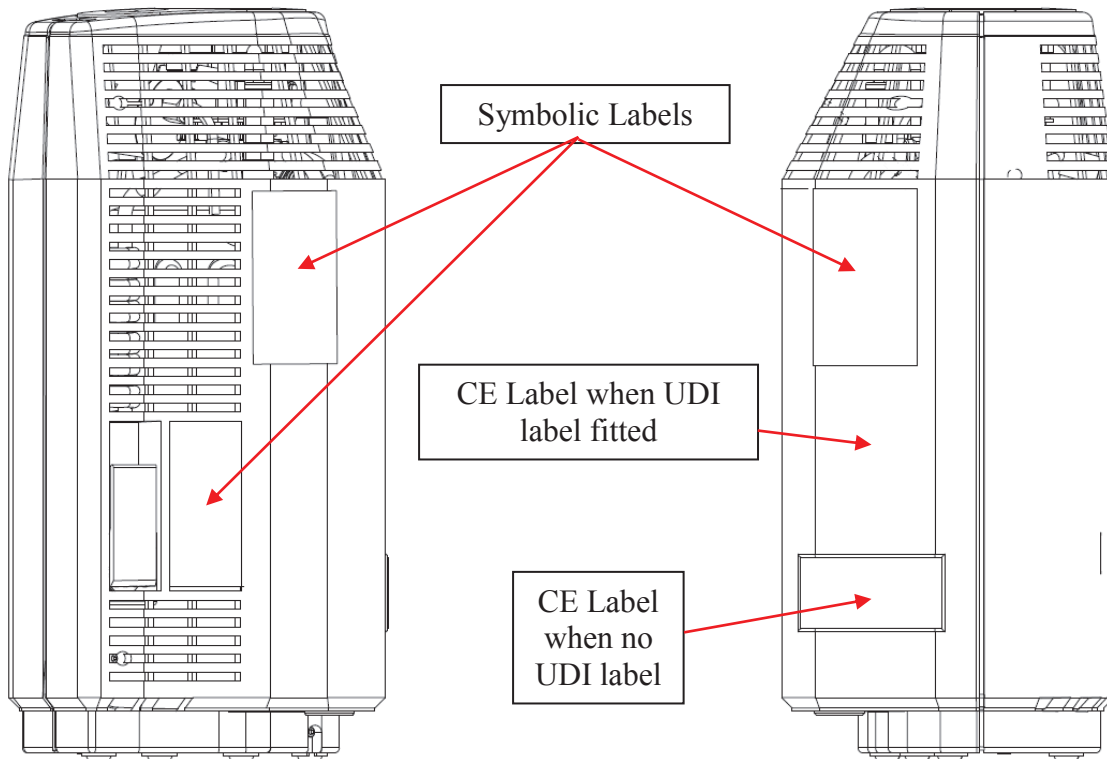 Symbolic Labels
CE Label when UDI
label fitted
CE Label
when no
UDI label